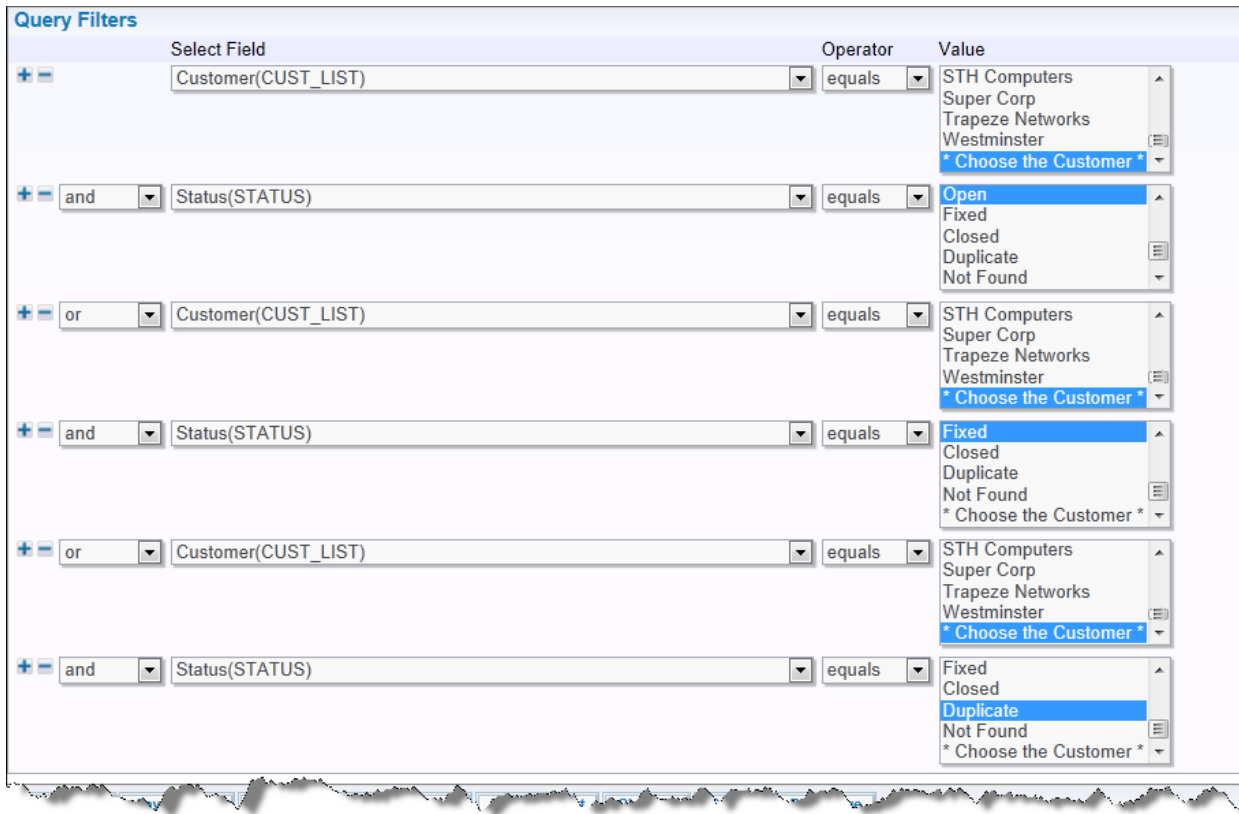 Query Filters
Select Field Operator Value
Customer(CUST_LIST) equals STH Computers
Super Corp
Trapeze Networks
Westminster
* Choose the Customer *
and Status(STATUS) equals Open
Fixed
Closed
Duplicate
Not Found
or Customer(CUST_LIST) equals STH Computers
Super Corp
Trapeze Networks
Westminster
* Choose the Customer *
and Status(STATUS) equals Fixed
Closed
Duplicate
Not Found
* Choose the Customer *
or Customer(CUST_LIST) equals STH Computers
Super Corp
Trapeze Networks
Westminster
* Choose the Customer *
and Status(STATUS) equals Fixed
Closed
Duplicate
Not Found
* Choose the Customer *